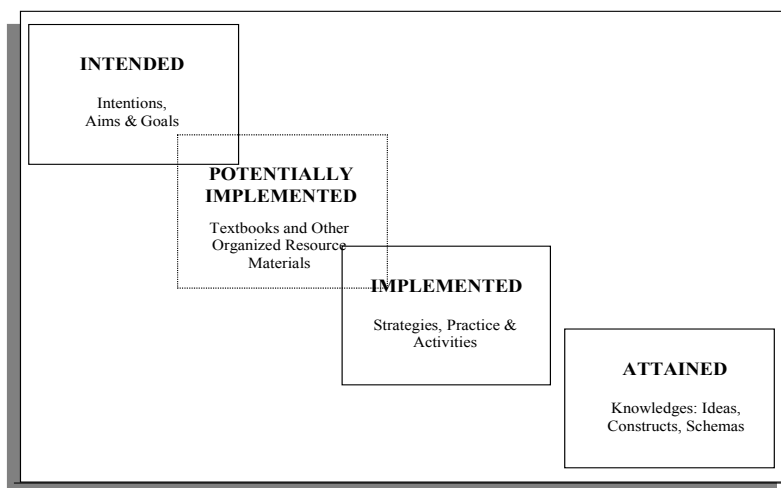 INTENDED
Intentions,
Aims & Goals
POTENTIALLY
IMPLEMENTED
Textbooks and Other
Organized Resource
Materials
IMPLEMENTED
Strategies, Practice &
Activities
ATTAINED
Knowledges: Ideas,
Constructs, Schemas